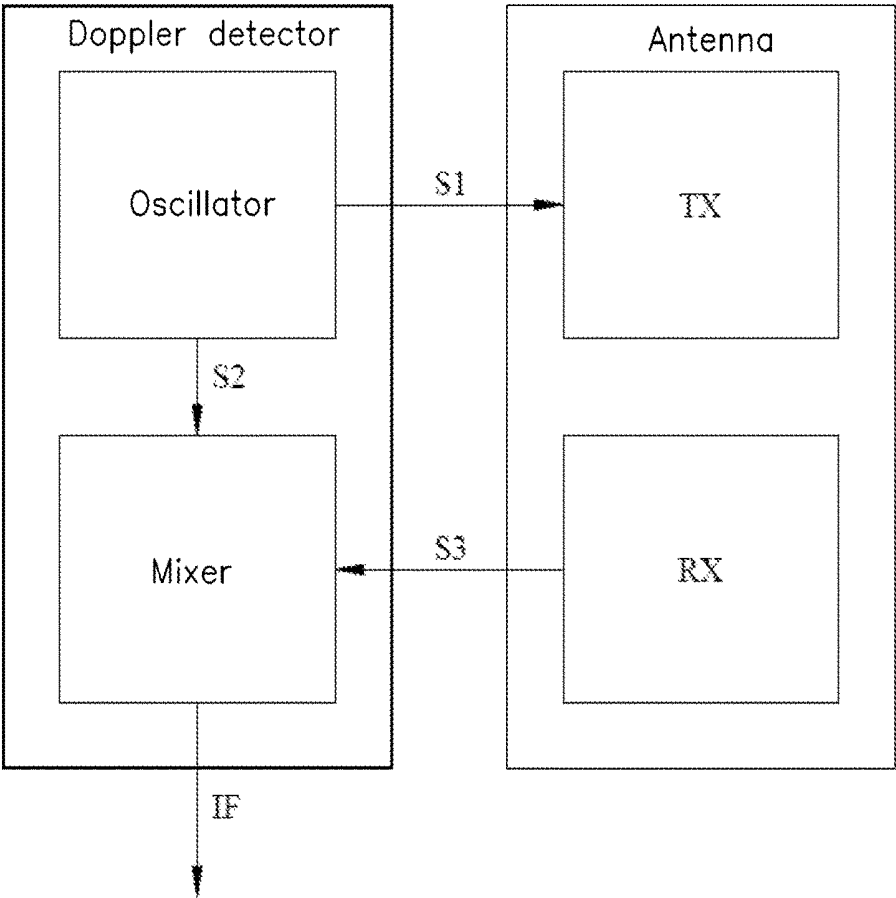 Doppler detector
Antenna
Oscillator
S1
TX
S2
Mixer
S3
RX
IF